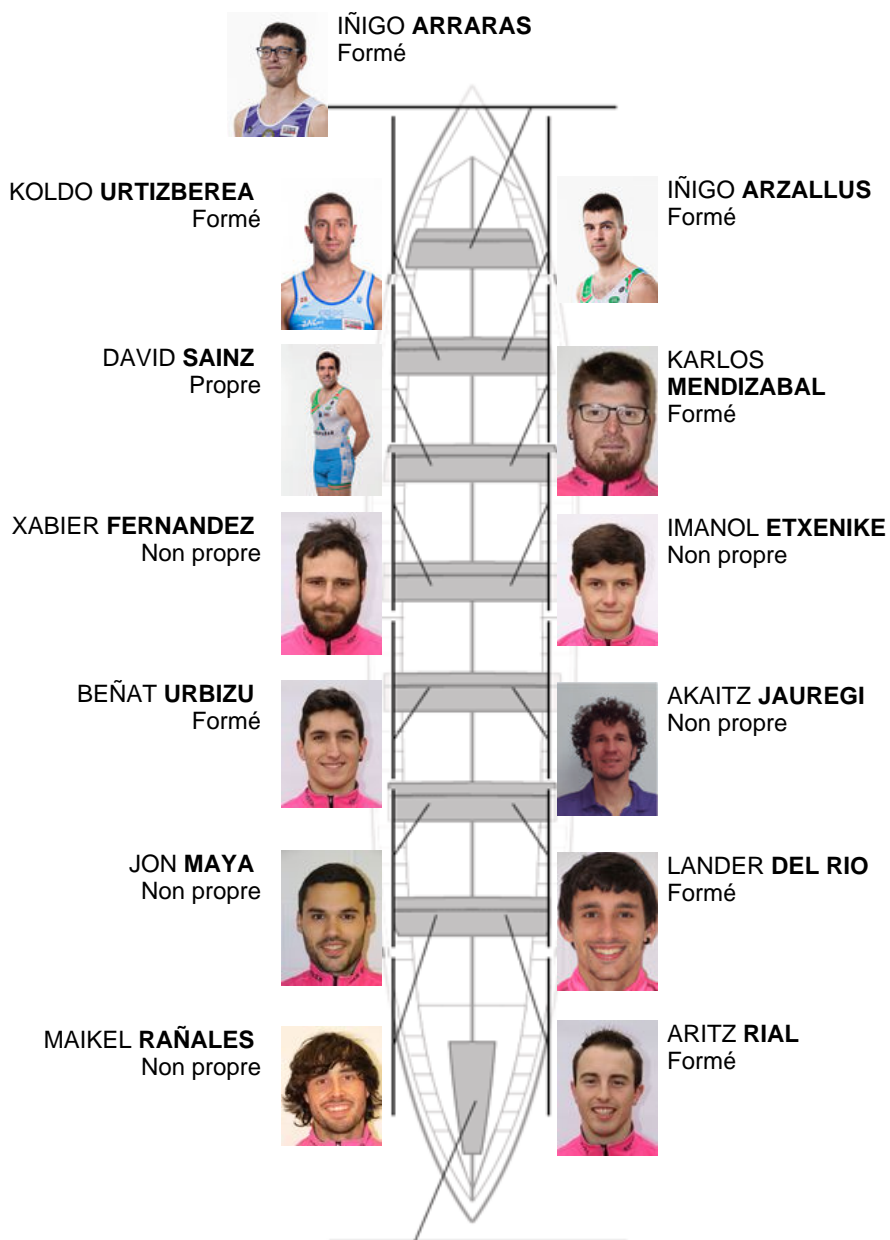 IÑIGO ARRARAS
Formé
KOLDO URTIZBEREA
Formé
IÑIGO ARZALLUS
Formé
DAVID SAINZ
Propre
KARLOS
MENDIZABAL
Formé
XABIER FERNANDEZ
Non propre
IMANOL ETXENIKE
Non propre
BEÑAT URBIZU
Formé
AKAITZ JAUREGI
Non propre
JON MAYA
Non propre
LANDER DEL RIO
Formé
MAIKEL RAÑALES
Non propre
ARITZ RIAL
Formé